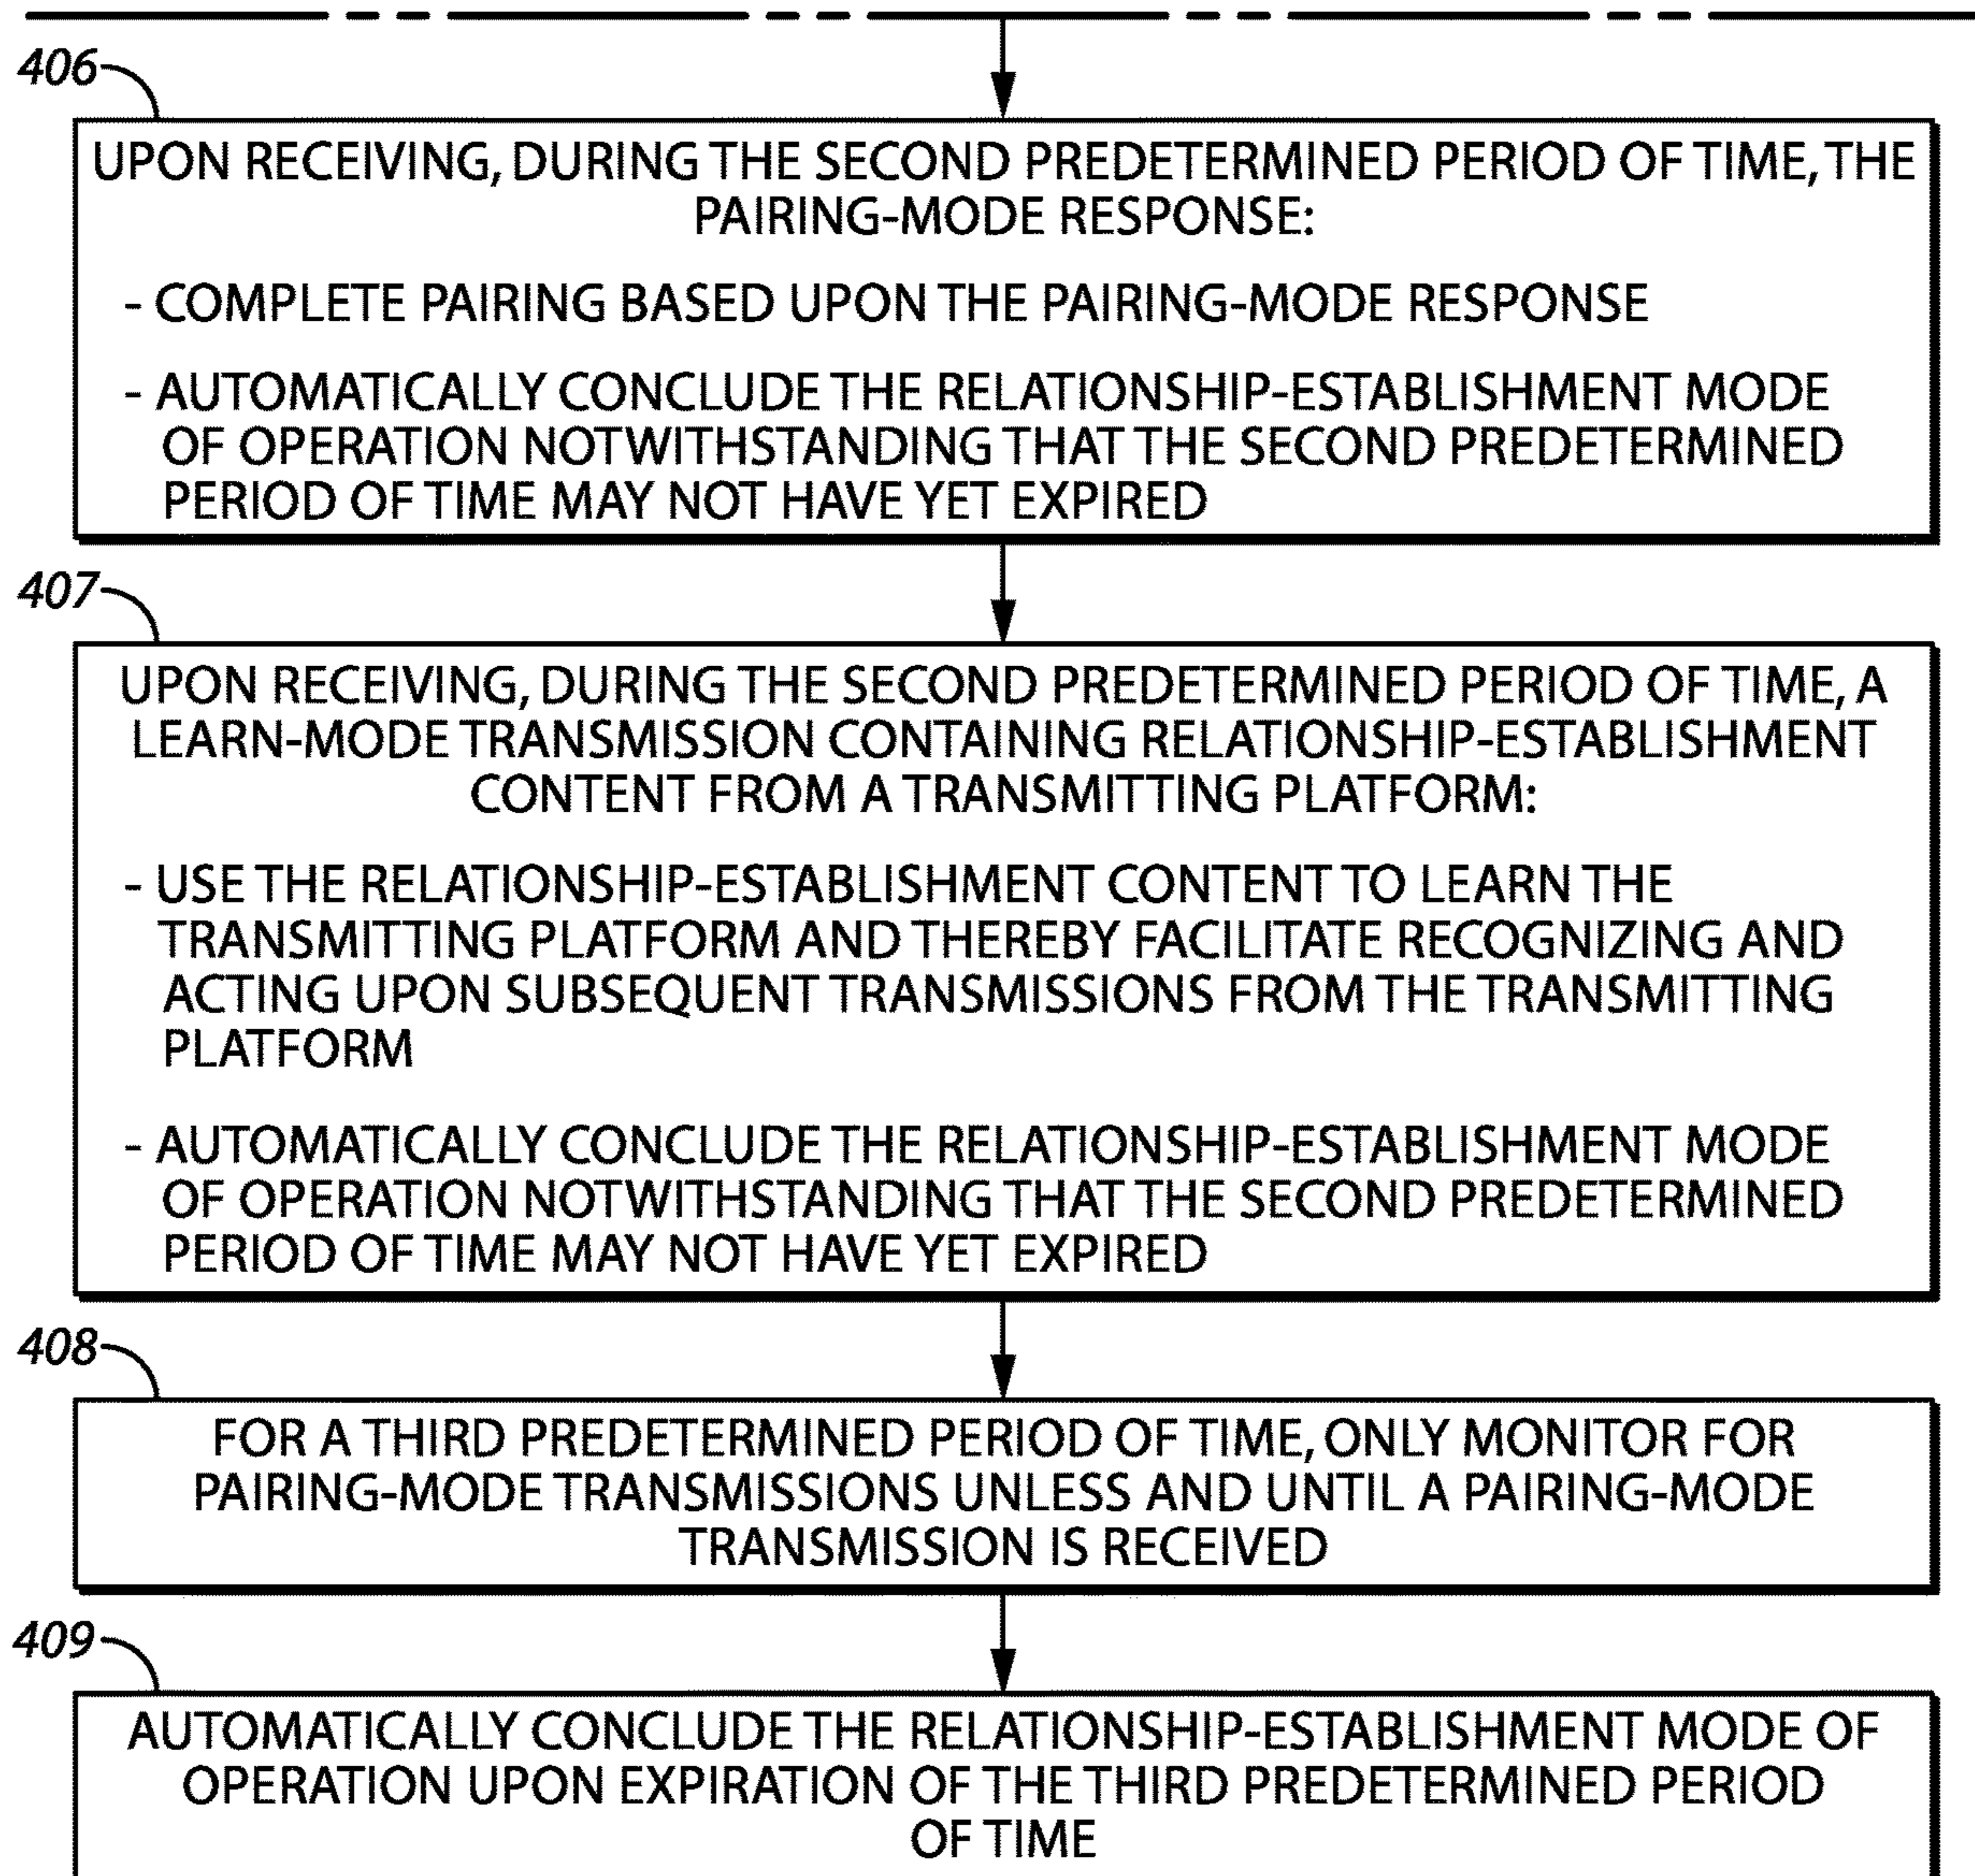 406
UPON RECEIVING, DURING THE SECOND PREDETERMINED PERIOD OF TIME, THE
PAIRING-MODE RESPONSE:
- COMPLETE PAIRING BASED UPON THE PAIRING-MODE RESPONSE
- AUTOMATICALLY CONCLUDE THE RELATIONSHIP-ESTABLISHMENT MODE
OF OPERATION NOTWITHSTANDING THAT THE SECOND PREDETERMINED
PERIOD OF TIME MAY NOT HAVE YET EXPIRED
407
UPON RECEIVING, DURING THE SECOND PREDETERMINED PERIOD OF TIME, A
LEARN-MODE TRANSMISSION CONTAINING RELATIONSHIP-ESTABLISHMENT
CONTENT FROM A TRANSMITTING PLATFORM:
- USE THE RELATIONSHIP-ESTABLISHMENT CONTENT TO LEARN THE
TRANSMITTING PLATFORM AND THEREBY FACILITATE RECOGNIZING AND
ACTING UPON SUBSEQUENT TRANSMISSIONS FROM THE TRANSMITTING
PLATFORM
- AUTOMATICALLY CONCLUDE THE RELATIONSHIP-ESTABLISHMENT MODE
OF OPERATION NOTWITHSTANDING THAT THE SECOND PREDETERMINED
PERIOD OF TIME MAY NOT HAVE YET EXPIRED
408
FOR A THIRD PREDETERMINED PERIOD OF TIME, ONLY MONITOR FOR
PAIRING-MODE TRANSMISSIONS UNLESS AND UNTIL A PAIRING-MODE
TRANSMISSION IS RECEIVED
409
AUTOMATICALLY CONCLUDE THE RELATIONSHIP-ESTABLISHMENT MODE OF
OPERATION UPON EXPIRATION OF THE THIRD PREDETERMINED PERIOD
OF TIME